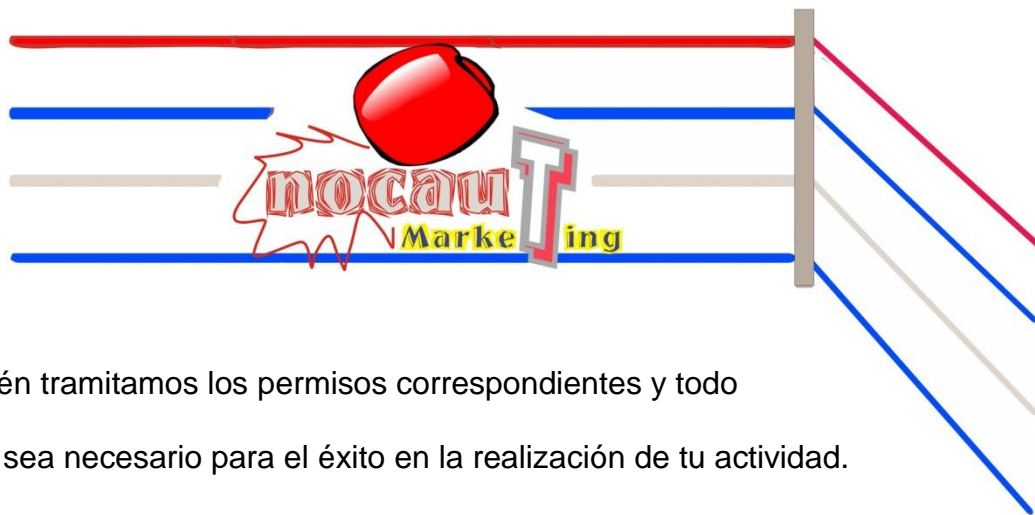 nocauT
MarkeTing
én tramitamos los permisos correspondientes y todo
sea necesario para el éxito en la realización de tu actividad.